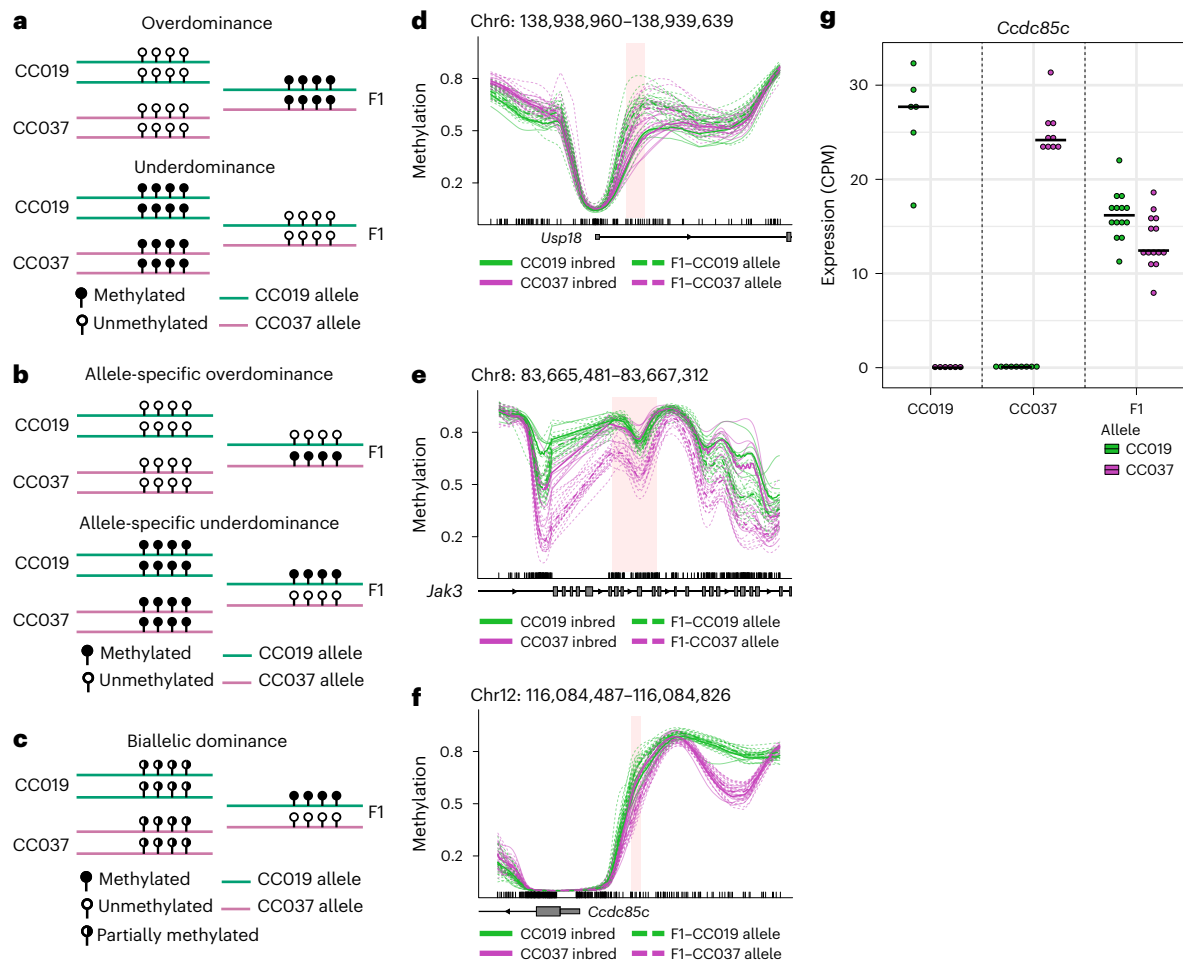 a
Overdominance
CC019
CC037
F1
Underdominance
CC019
CC037
F1
Methylated
CC019 allele
Unmethylated
CC037 allele
b
Allele-specific overdominance
CC019
CC037
F1
Allele-specific underdominance
CC019
CC037
F1
Methylated
CC019 allele
Unmethylated
CC037 allele
c
Biallelic dominance
CC019
CC037
F1
Methylated
CC019 allele
Unmethylated
CC037 allele
Partially methylated
d
Chr6: 138,938,960–138,939,639
Methylation
0.8
0.5
0.2
Usp18
CC019 inbred
F1–CC019 allele
CC037 inbred
F1–CC037 allele
e
Chr8: 83,665,481–83,667,312
Methylation
0.8
0.5
0.2
Jak3
CC019 inbred
F1–CC019 allele
CC037 inbred
F1-CC037 allele
f
Chr12: 116,084,487–116,084,826
Methylation
0.8
0.5
0.2
Ccdc85c
CC019 inbred
F1–CC019 allele
CC037 inbred
F1–CC037 allele
g
Ccdc85c
Expression (CPM)
30
20
10
0
CC019
CC037
F1
Allele
CC019
CC037